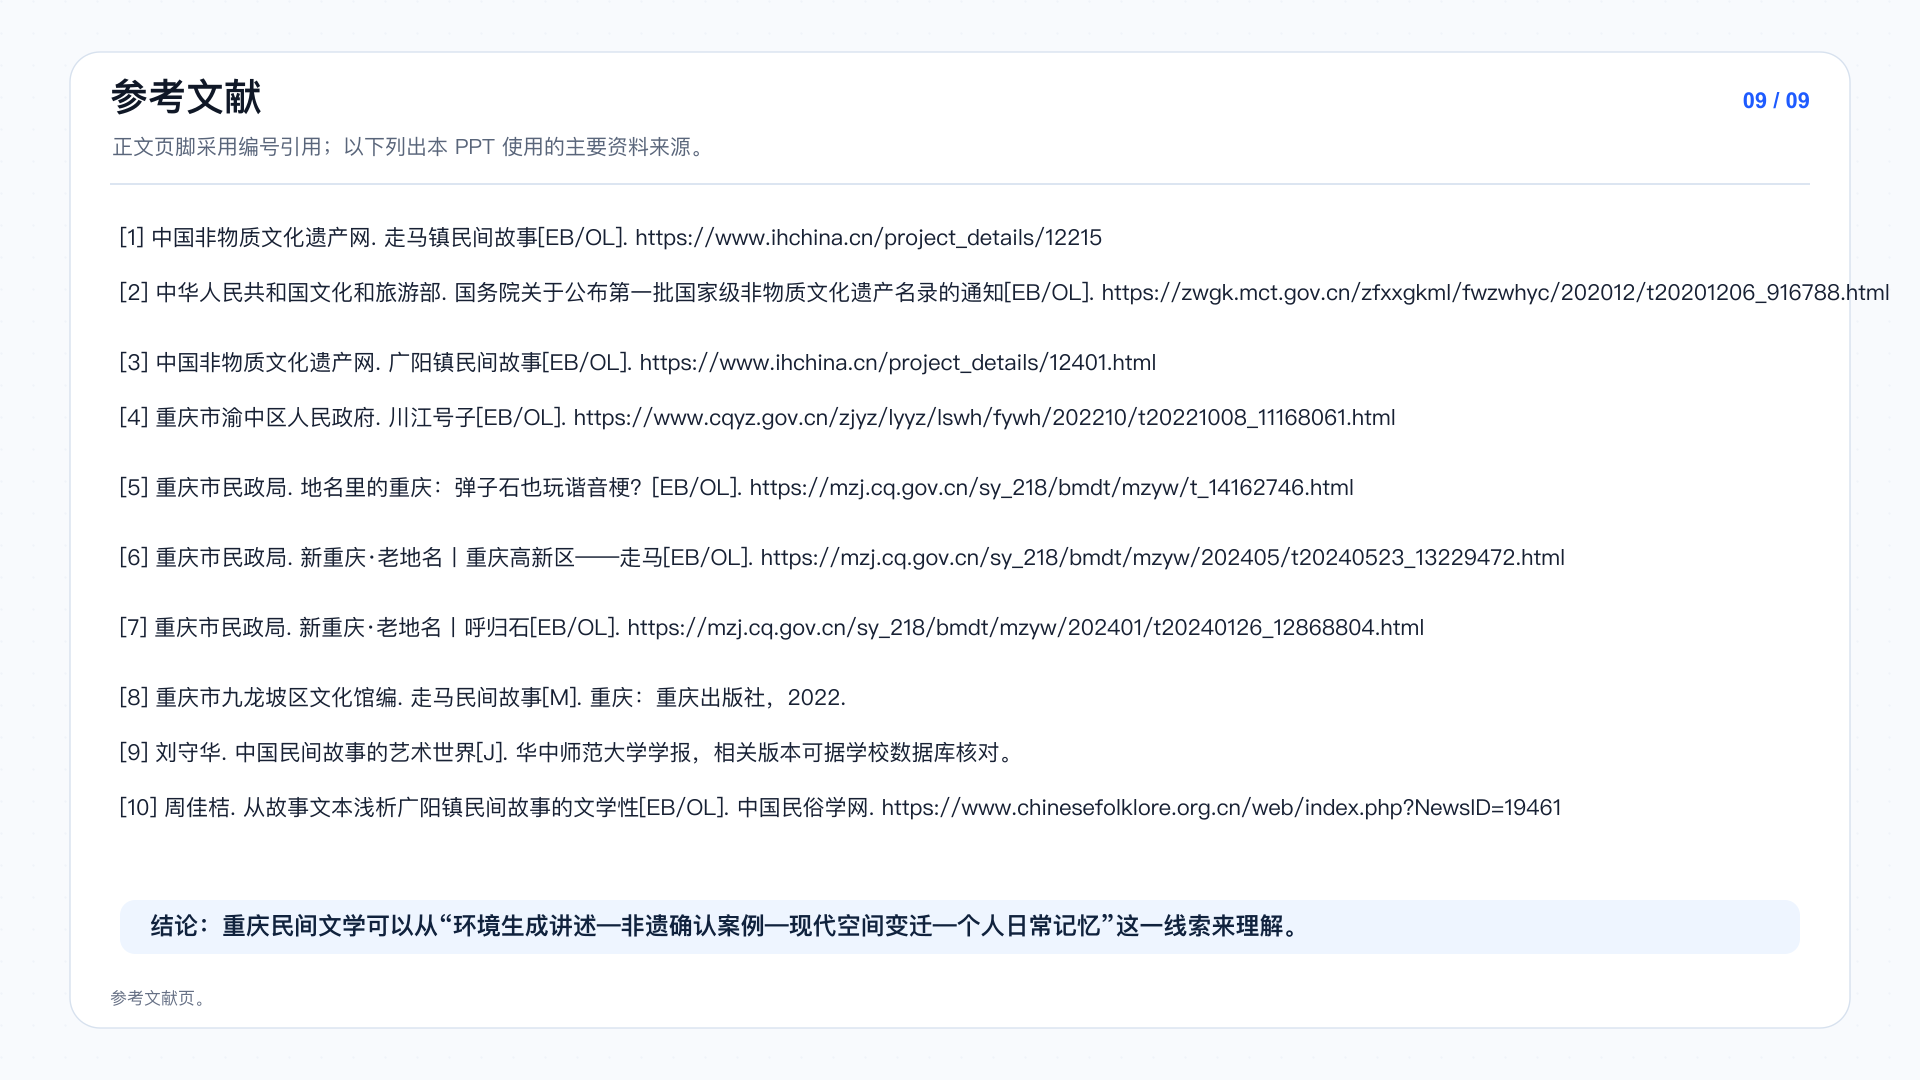 参考文献
09 / 09
正文页脚采用编号引用；以下列出本 PPT 使用的主要资料来源。
[1] 中国非物质文化遗产网. 走马镇民间故事[EB/OL]. https://www.ihchina.cn/project_details/12215
[2] 中华人民共和国文化和旅游部. 国务院关于公布第一批国家级非物质文化遗产名录的通知[EB/OL]. https://zwgk.mct.gov.cn/zfxxgkml/fwzwhyc/202012/t20201206_916788.html
[3] 中国非物质文化遗产网. 广阳镇民间故事[EB/OL]. https://www.ihchina.cn/project_details/12401.html
[4] 重庆市渝中区人民政府. 川江号子[EB/OL]. https://www.cqyz.gov.cn/zjyz/lyyz/lswh/fywh/202210/t20221008_11168061.html
[5] 重庆市民政局. 地名里的重庆：弹子石也玩谐音梗？[EB/OL]. https://mzj.cq.gov.cn/sy_218/bmdt/mzyw/t_14162746.html
[6] 重庆市民政局. 新重庆·老地名丨重庆高新区——走马[EB/OL]. https://mzj.cq.gov.cn/sy_218/bmdt/mzyw/202405/t20240523_13229472.html
[7] 重庆市民政局. 新重庆·老地名丨呼归石[EB/OL]. https://mzj.cq.gov.cn/sy_218/bmdt/mzyw/202401/t20240126_12868804.html
[8] 重庆市九龙坡区文化馆编. 走马民间故事[M]. 重庆：重庆出版社，2022.
[9] 刘守华. 中国民间故事的艺术世界[J]. 华中师范大学学报，相关版本可据学校数据库核对。
[10] 周佳桔. 从故事文本浅析广阳镇民间故事的文学性[EB/OL]. 中国民俗学网. https://www.chinesefolklore.org.cn/web/index.php?NewsID=19461
结论：重庆民间文学可以从“环境生成讲述—非遗确认案例—现代空间变迁—个人日常记忆”这一线索来理解。
参考文献页。